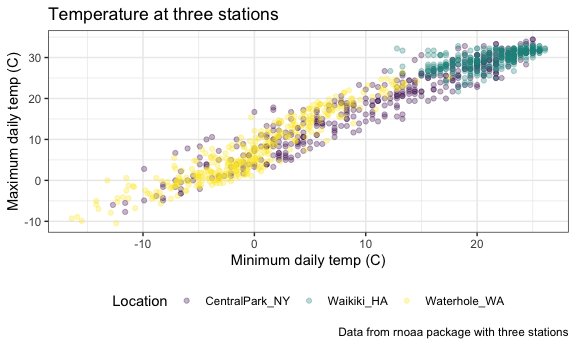 Temperature at three stations
Maximum daily temp (C)
30
20
10
0
-10
-10 0 10 20
Minimum daily temp (C)
Location CentralPark_NY Waikiki_HA Waterhole_WA
Data from rnoaa package with three stations